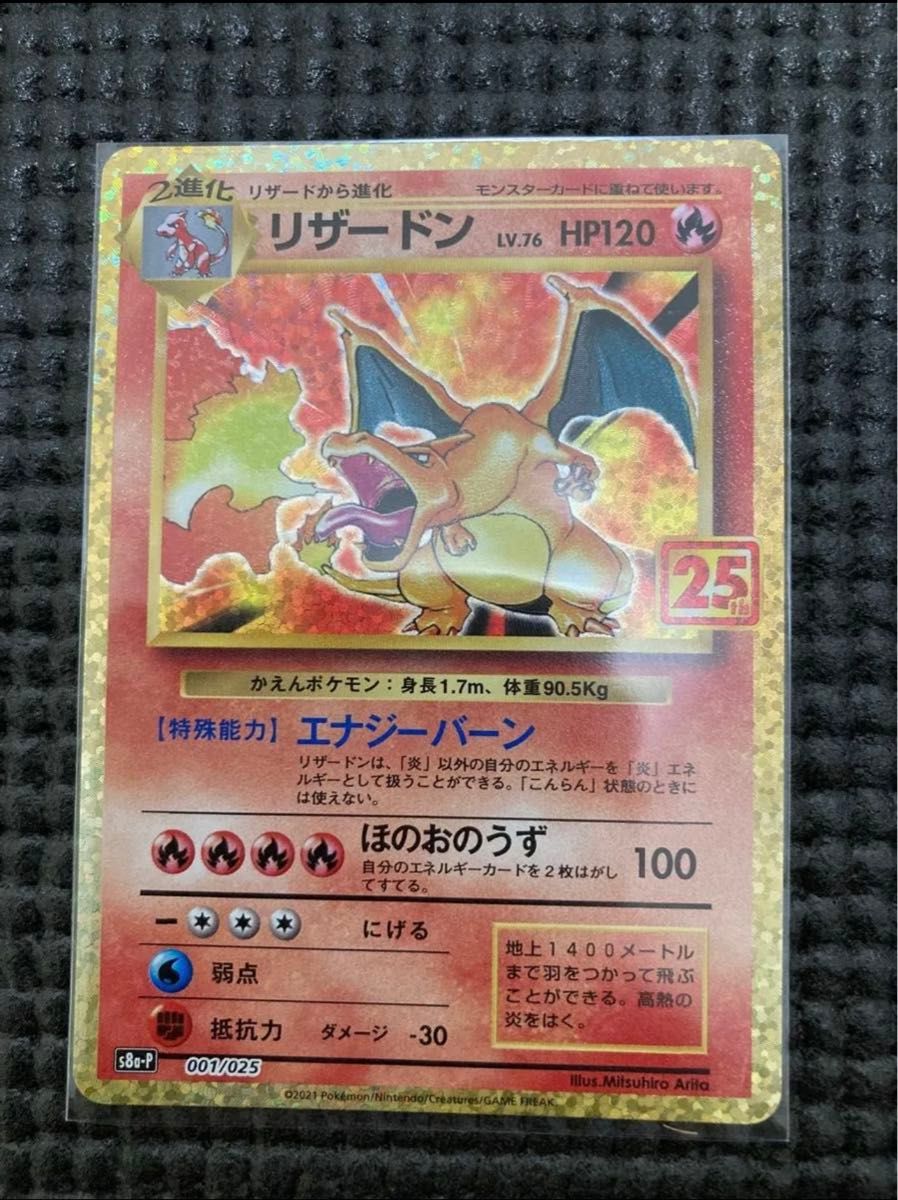 2進化 リザードから進化 モンスターカードに重ねて使います。
リザードン LV.76 HP120
25th
かえんポケモン：身長1.7m、体重90.5Kg
【特殊能力】 エナジーバーン
リザードンは、「炎」以外の自分のエネルギーを「炎」エネ
ルギーとして扱うことができる。「こんらん」状態のときに
は使えない。
ほのおのうず 100
自分のエネルギーカードを２枚はがし
てすてる。
ー にげる
弱点
抵抗力 ダメージ -30
地上１４００メートル
まで羽をつかって飛ぶ
ことができる。高熱の
炎をはく。
s8a-P 001/025
Illus.Mitsuhiro Arita
©2021 Pokémon/Nintendo/Creatures/GAME FREAK.